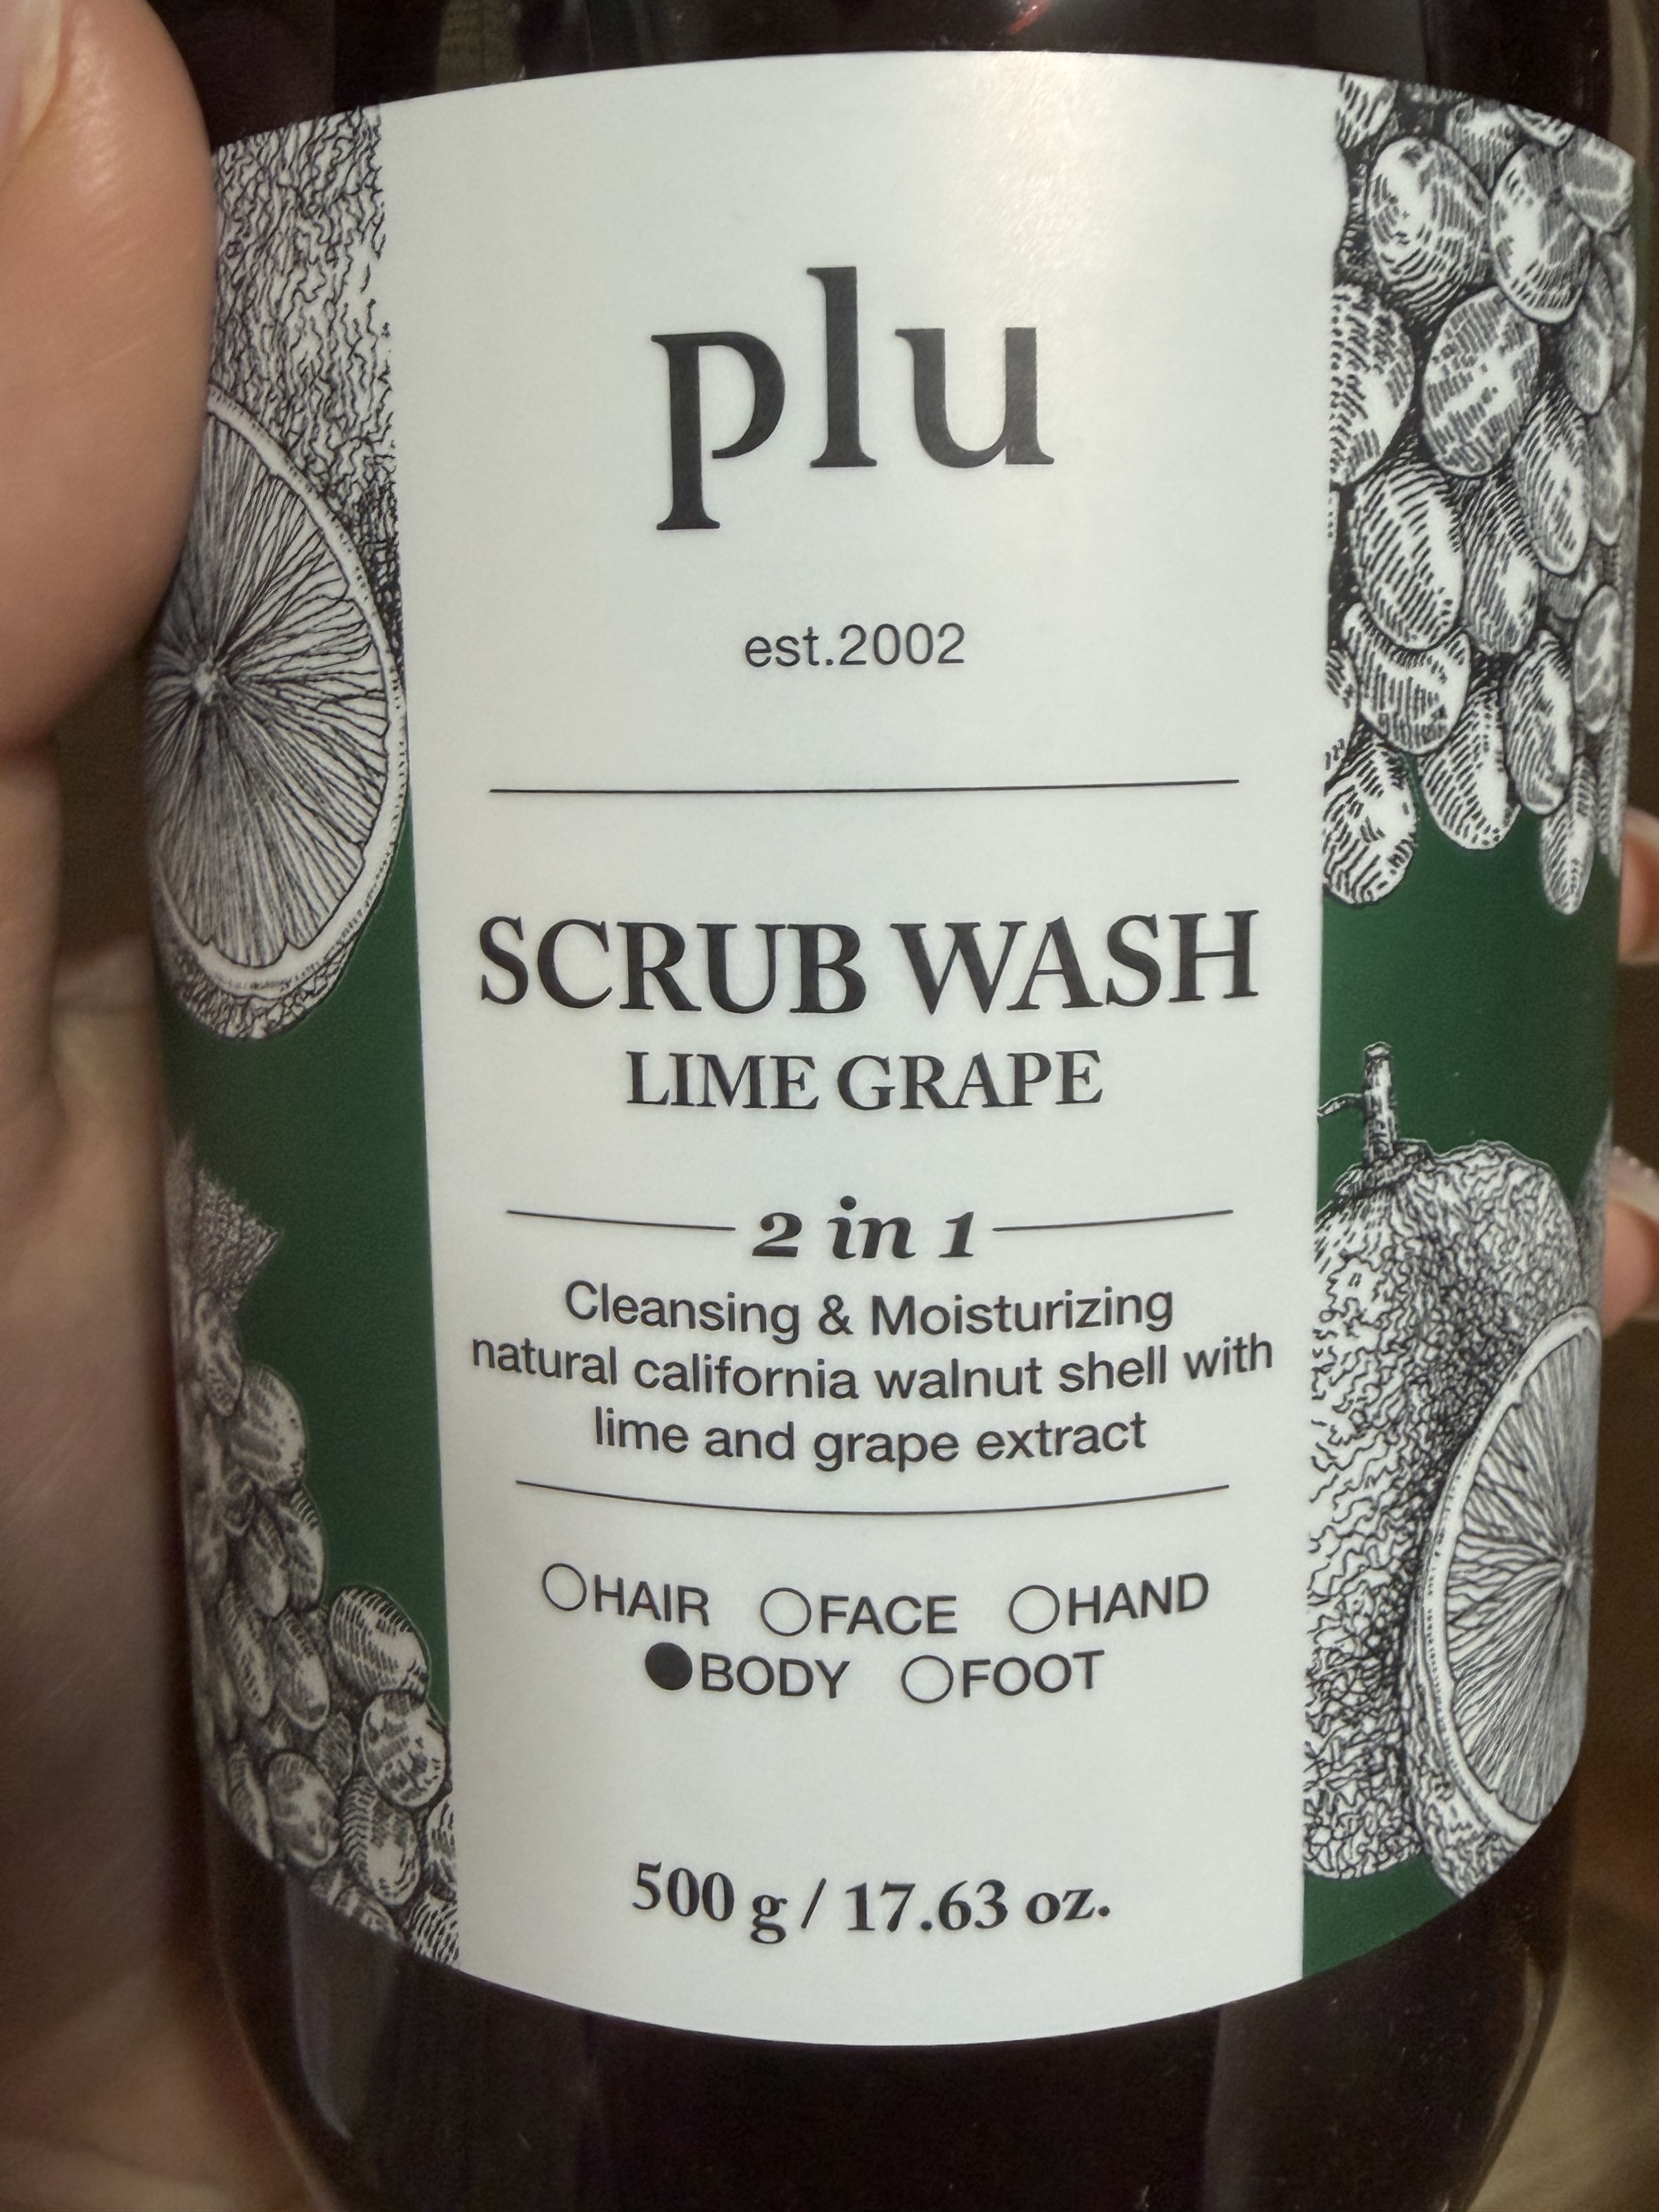 plu
est.2002
SCRUB WASH
LIME GRAPE
2 in 1
Cleansing & Moisturizing
natural california walnut shell with
lime and grape extract
○HAIR ○FACE ○HAND
●BODY ○FOOT
500 g / 17.63 oz.